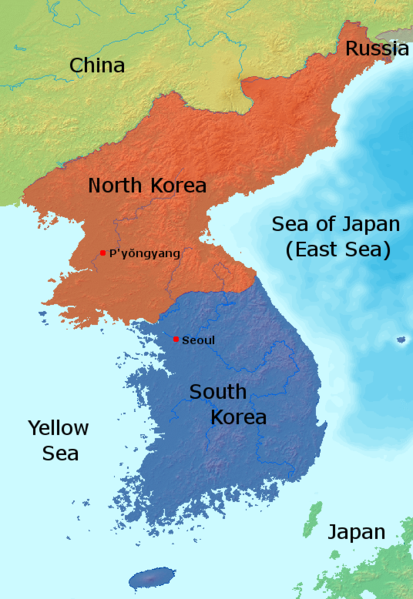 Russia
China
North Korea
Sea of Japan
(East Sea)
P'yŏngyang
Seoul
South
Korea
Yellow
Sea
Japan